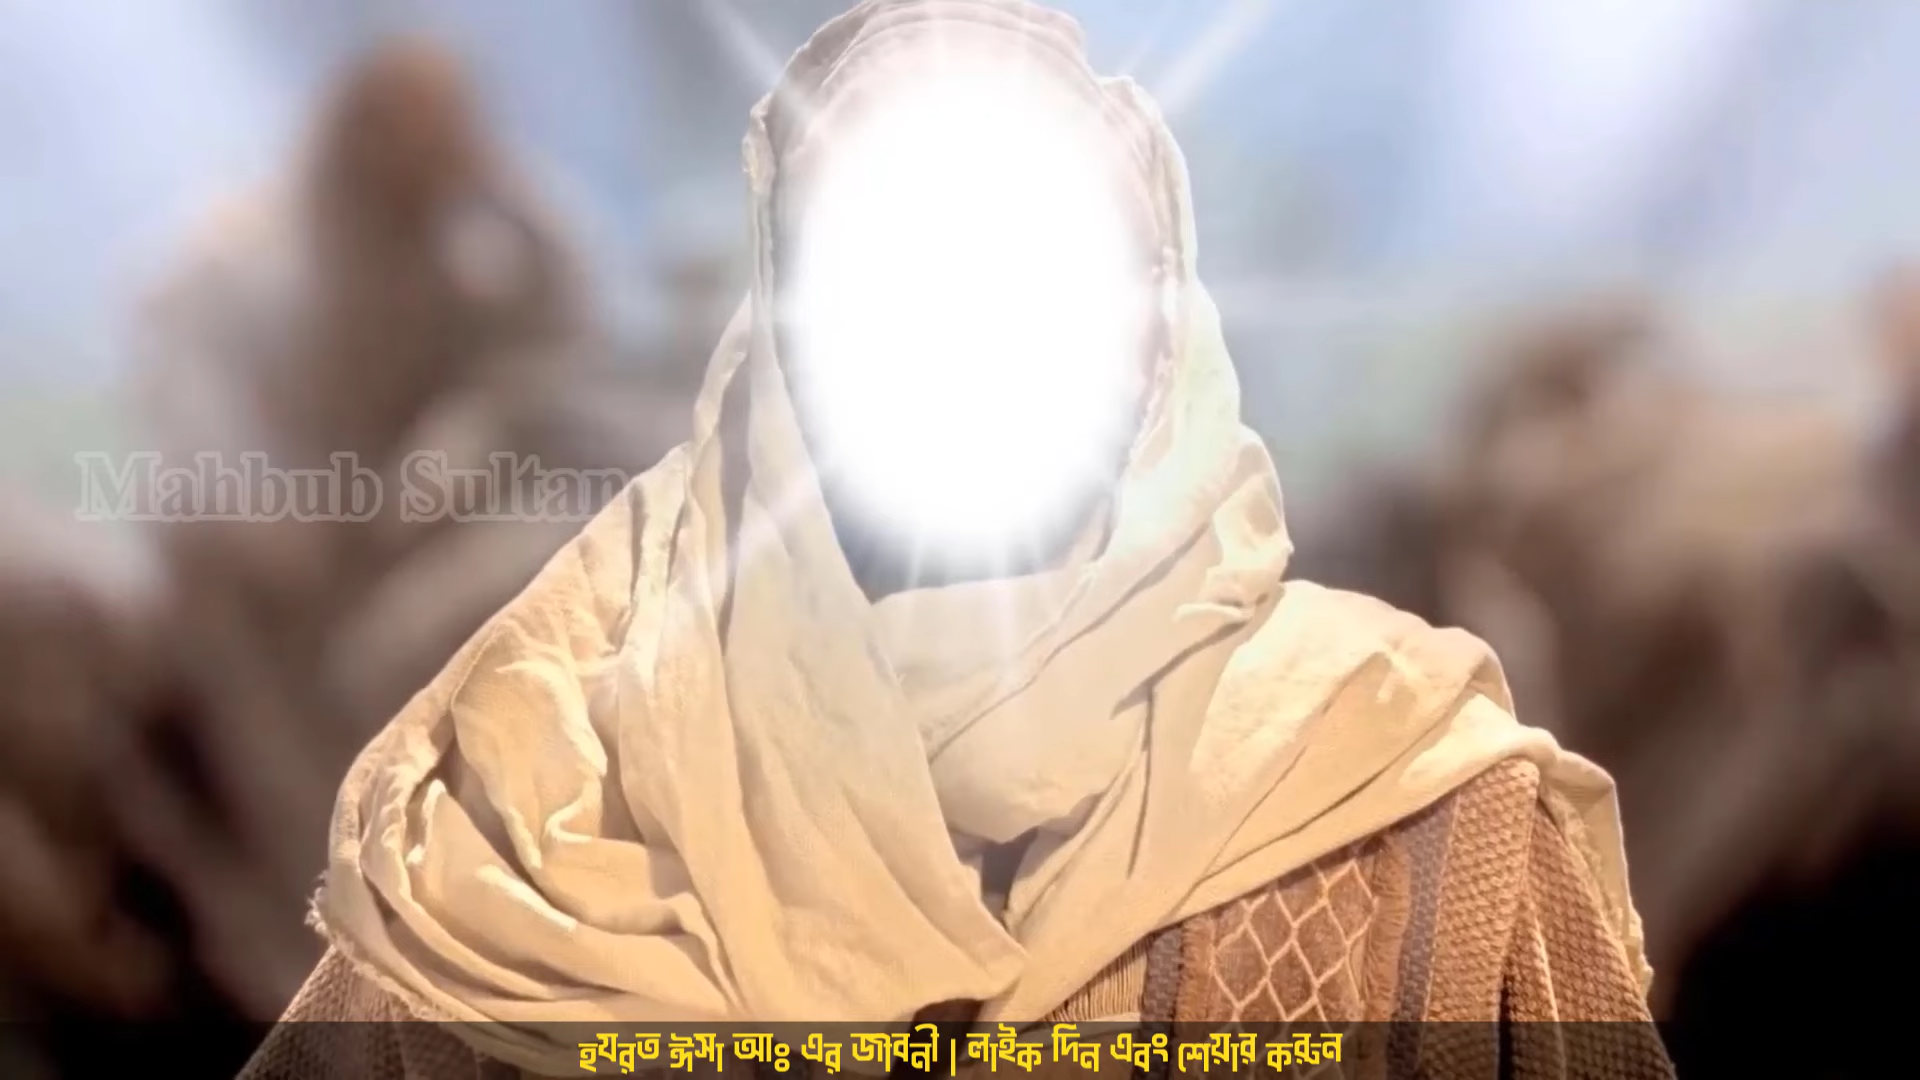 Mahbub Sultan
হযরত ঈসা আঃ এর জীবনী | লাইক দিন এবং শেয়ার করুন